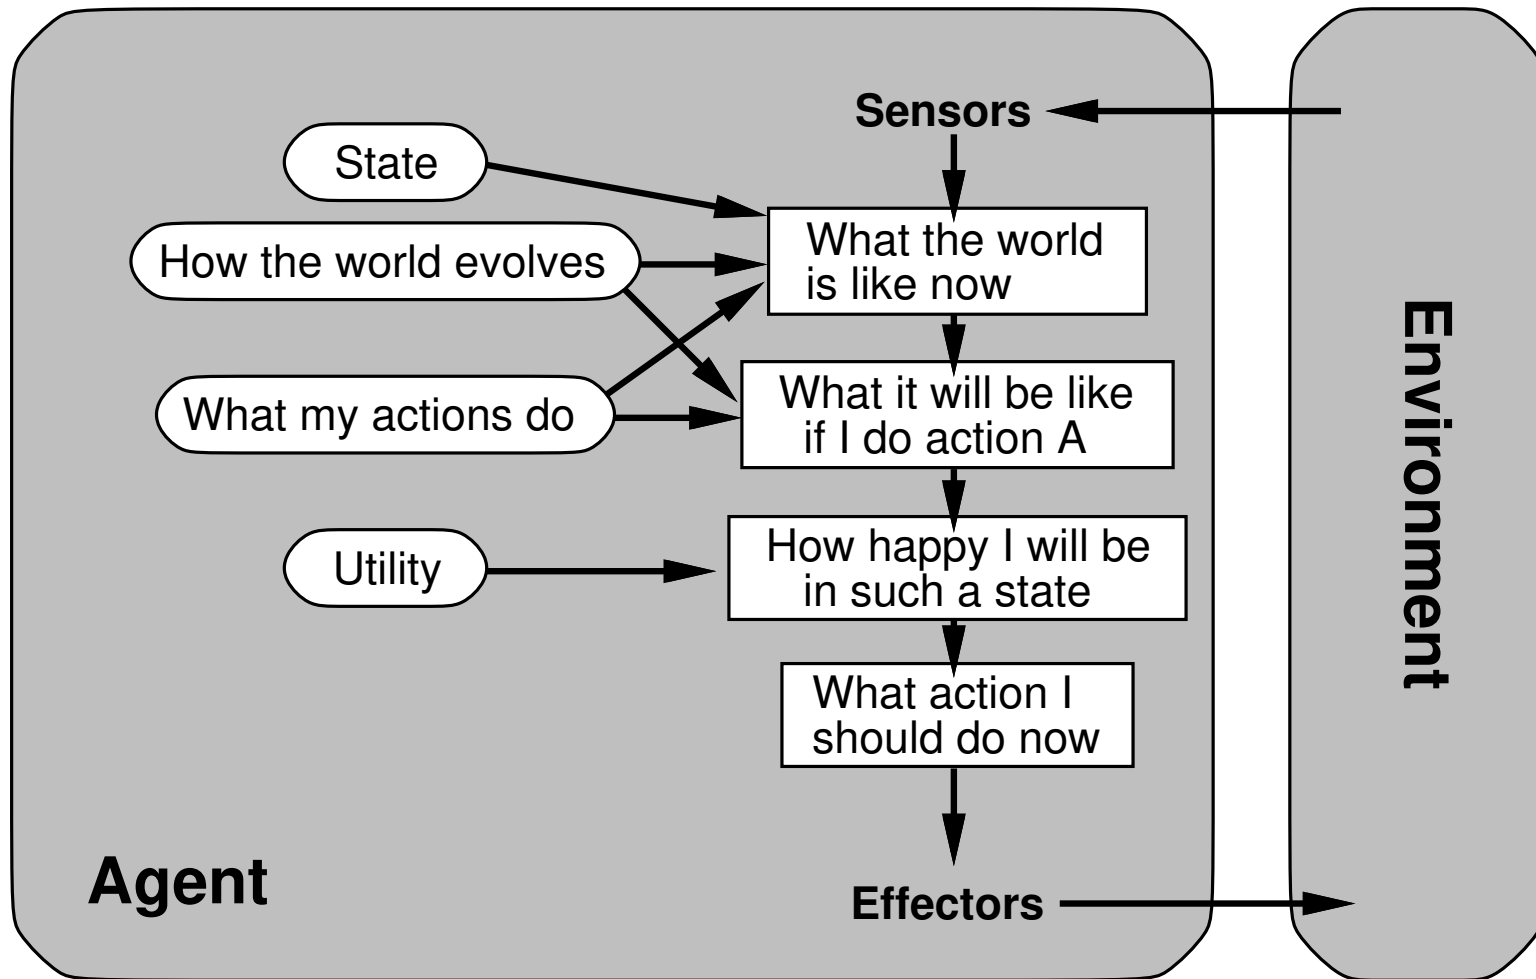 Sensors
State
What the world
is like now
How the world evolves
What it will be like
if I do action A
What my actions do
How happy I will be
in such a state
Utility
What action I
should do now
Agent
Effectors
Environment